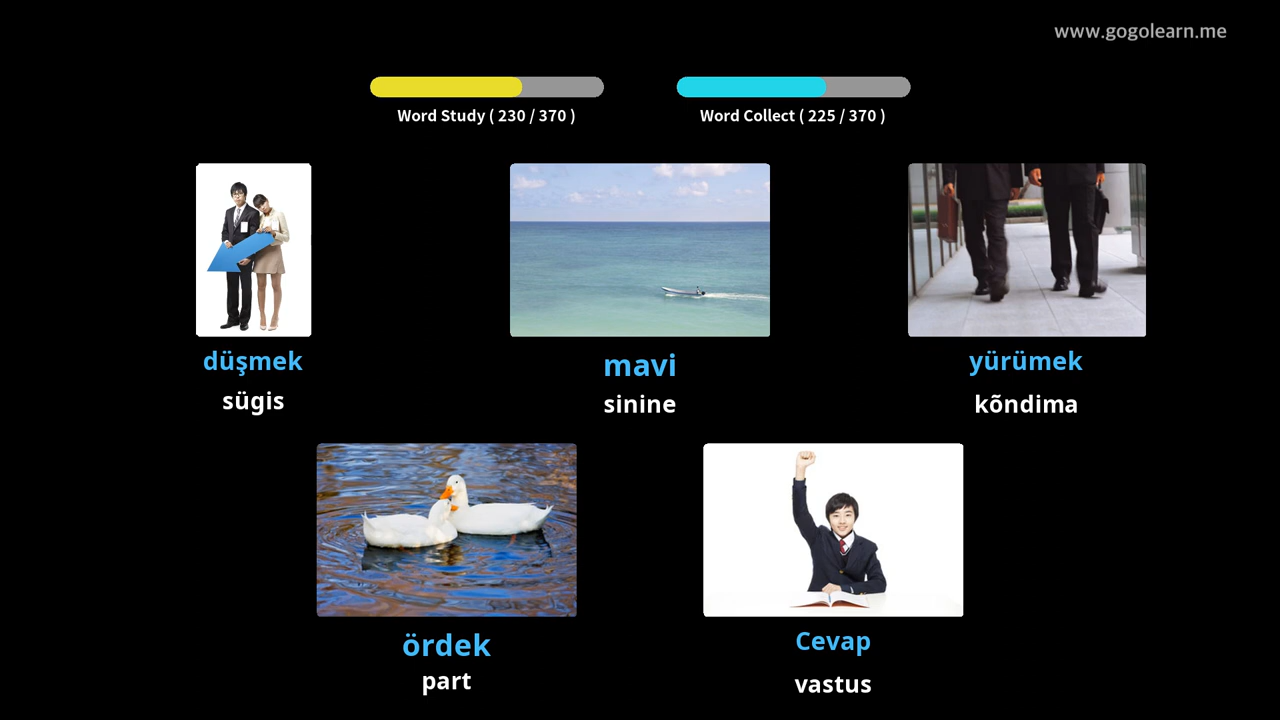 www.gogolearn.me
Word Study ( 230 / 370 )
Word Collect ( 225 / 370 )
düşmek
sügis
mavi
sinine
yürümek
kõndima
ördek
part
Cevap
vastus